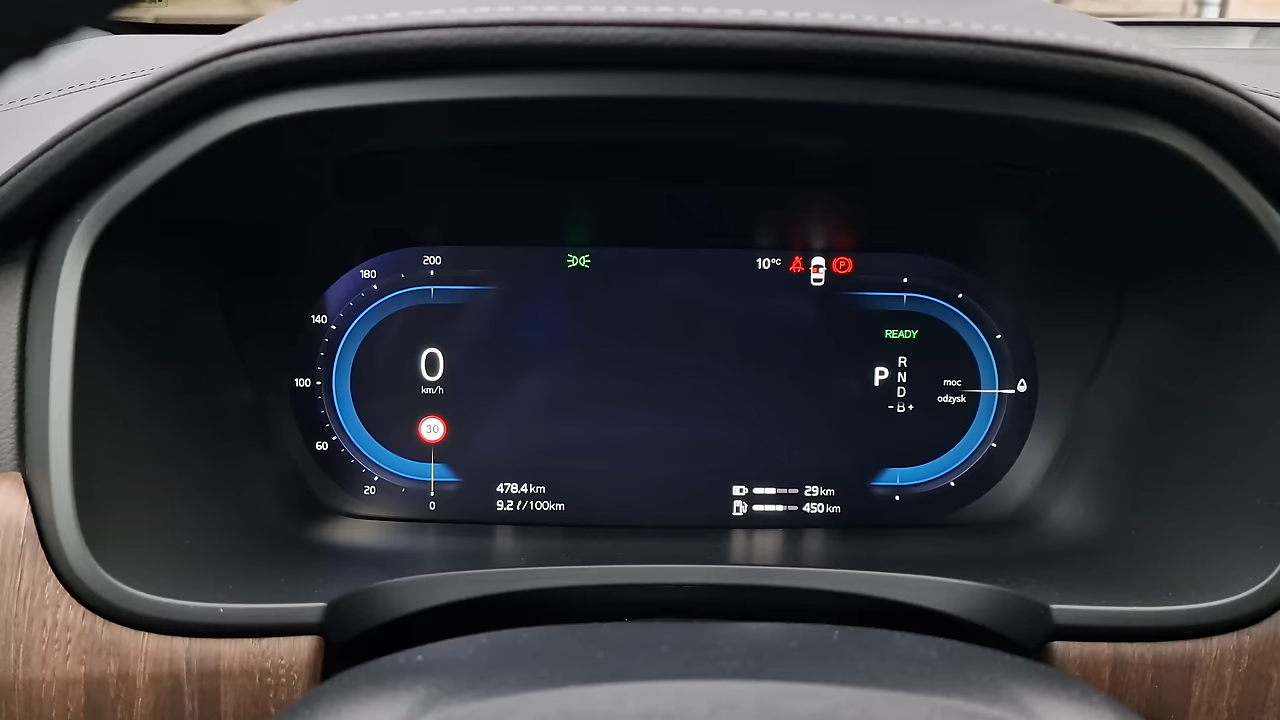 200
180
140
100
60
20
0
0
km/h
30
478.4 km
9.2 ℓ/100km
10°C
P
READY
P
R
N
D
- B +
moc
odzysk
29 km
450 km